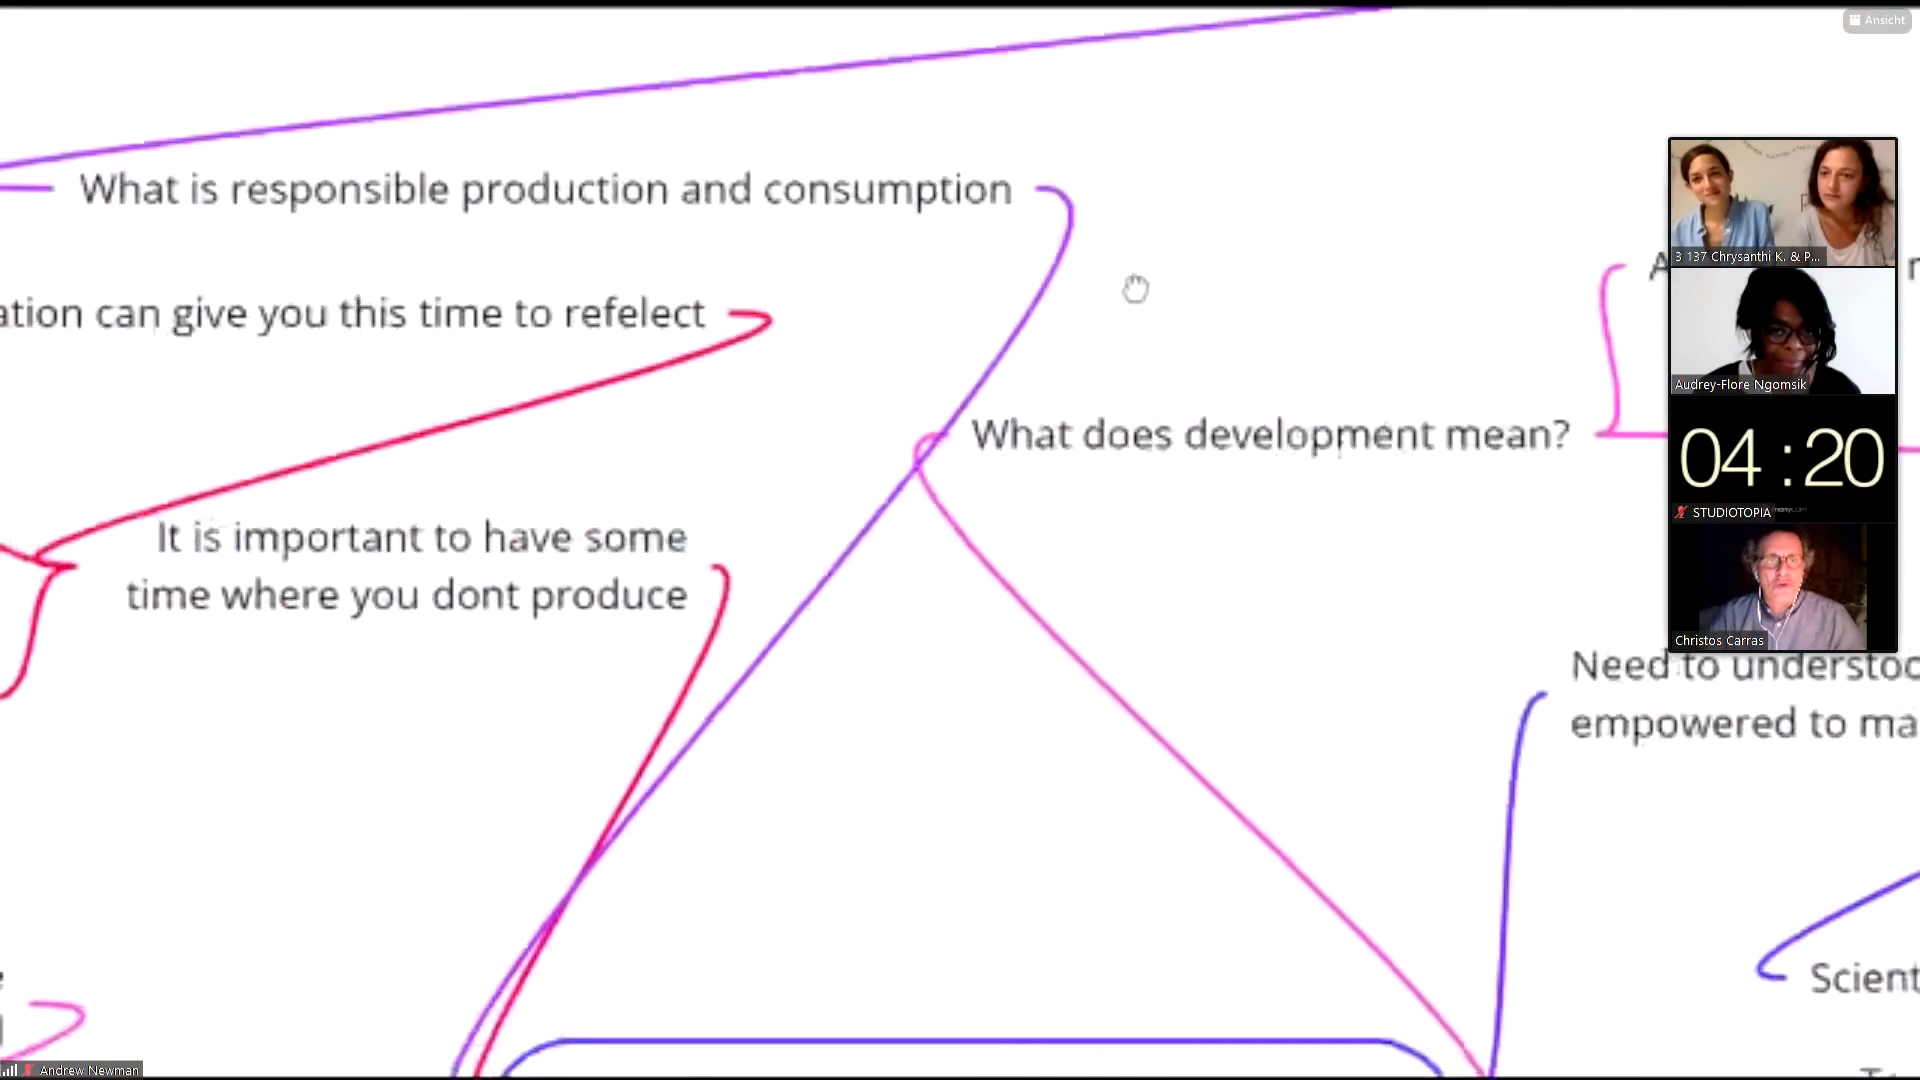 Ansicht
What is responsible production and consumption
ation can give you this time to refelect
What does development mean?
It is important to have some
time where you dont produce
3 137 Chrysanthi K. & P...
Audrey-Flore Ngomsik
04:20
STUDIOTOPIA
Christos Carras
Need to understoo
empowered to ma
Scient
Andrew Newman